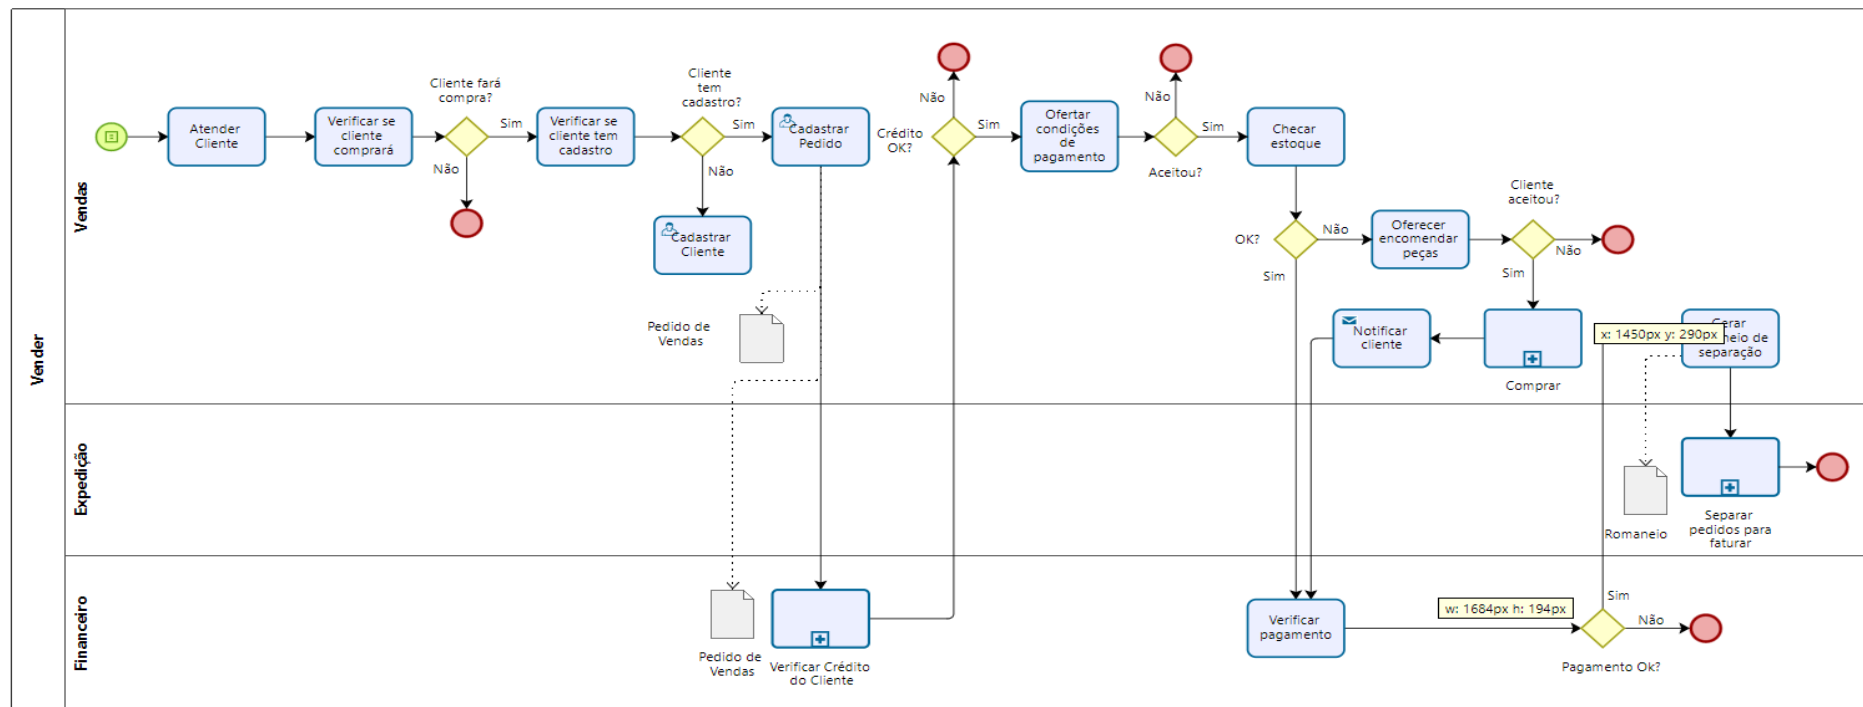 Vender
Vendas
Atender
Cliente
Verificar se
cliente
comprará
Cliente fará
compra?
Sim
Não
Verificar se
cliente tem
cadastro
Cliente
tem
cadastro?
Sim
Não
Cadastrar
Cliente
Cadastrar
Pedido
Pedido de
Vendas
Crédito
OK?
Não
Sim
Ofertar
condições
de
pagamento
Não
Aceitou?
Sim
Checar
estoque
OK?
Não
Sim
Oferecer
encomendar
peças
Cliente
aceitou?
Não
Sim
Comprar
Notificar
cliente
x: 1450px y: 290px
separação
Expedição
Romaneio
Separar
pedidos para
faturar
Financeiro
Pedido de
Vendas
Verificar Crédito
do Cliente
Verificar
pagamento
w: 1684px h: 194px
Sim
Não
Pagamento Ok?